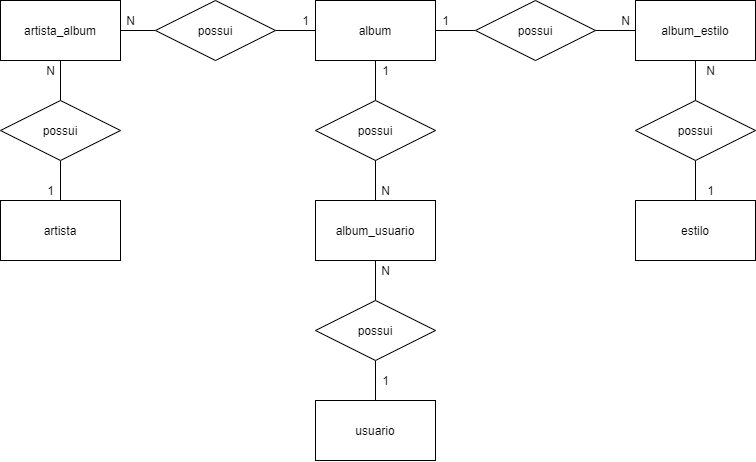 artista_album
N
possui
1
album
1
possui
N
album_estilo
N
1
N
possui
possui
possui
1
N
1
artista
album_usuario
estilo
N
possui
1
usuario